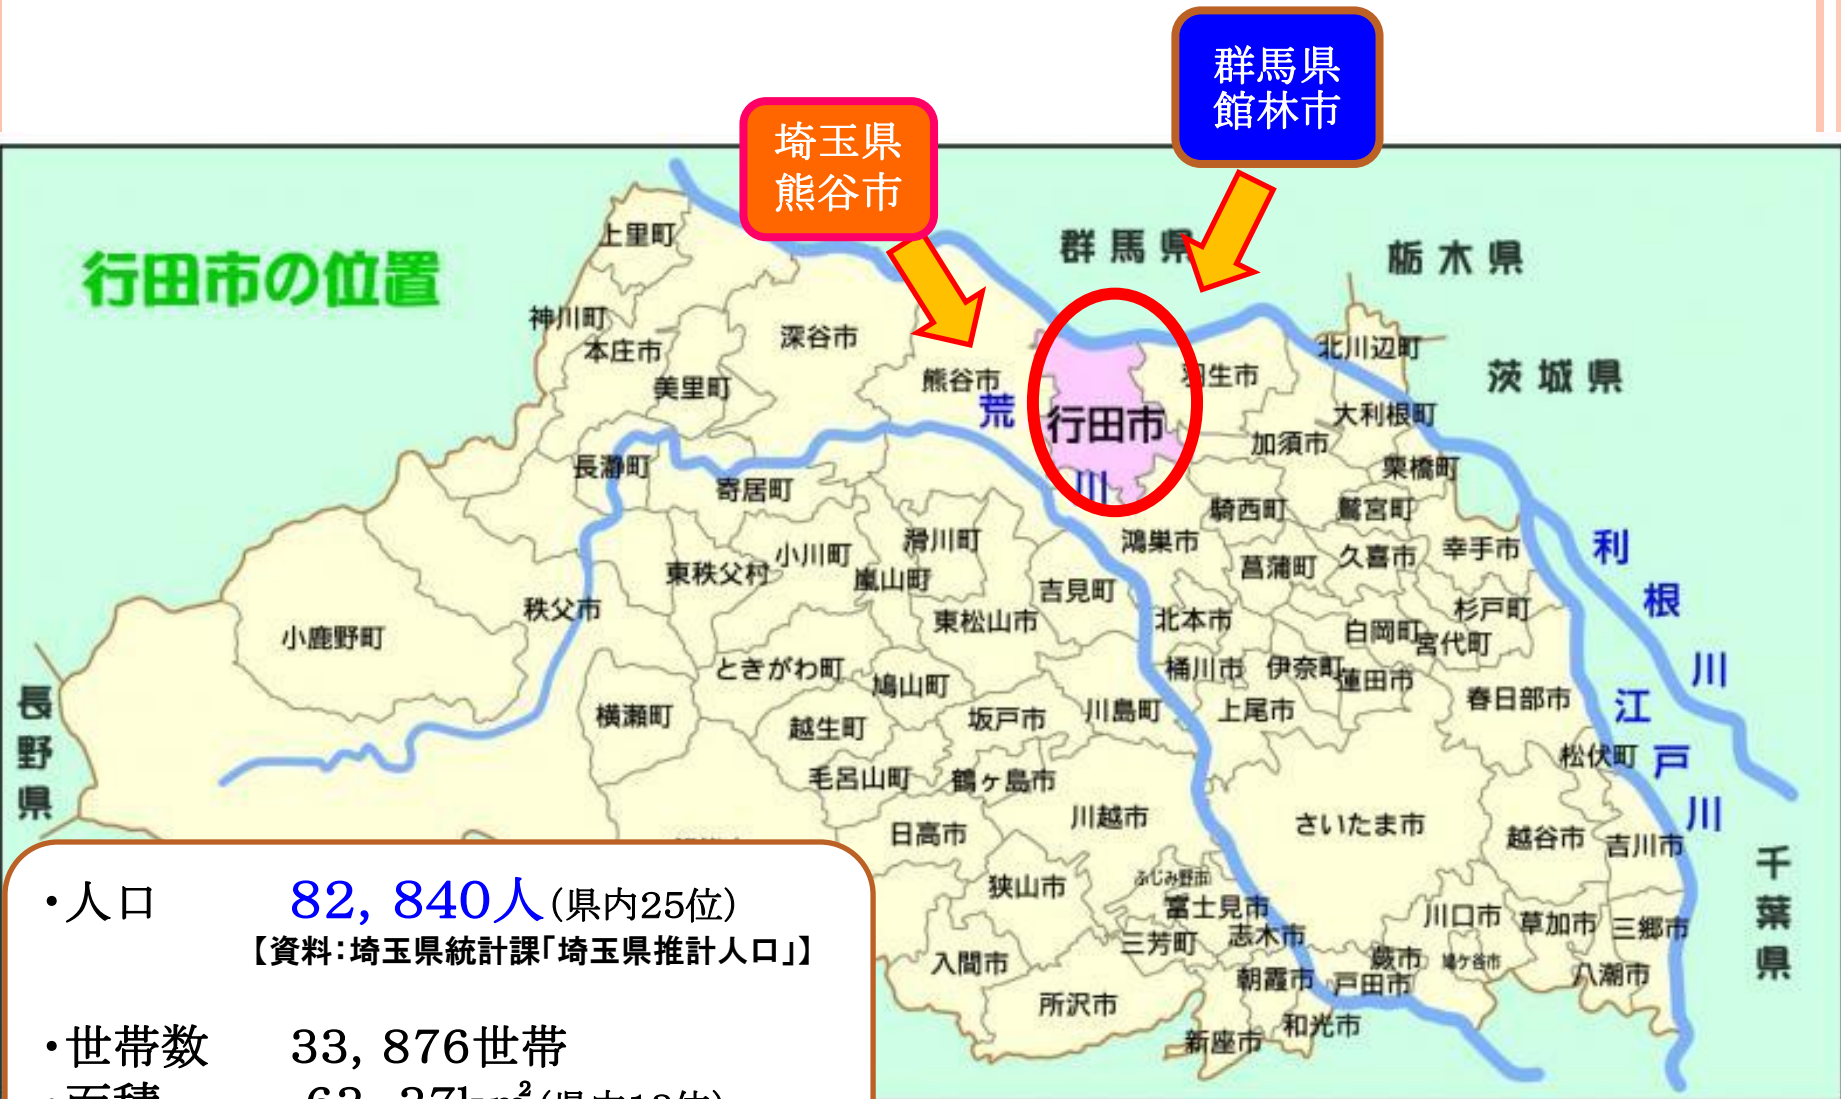 群馬県
館林市
埼玉県
熊谷市
行田市の位置
群馬県
栃木県
茨城県
長野県
千葉県
上里町
神川町
本庄市
美里町
深谷市
熊谷市
荒
川
行田市
羽生市
北川辺町
大利根町
加須市
栗橋町
長瀞町
寄居町
騎西町
鷲宮町
鴻巣市
菖蒲町
久喜市
幸手市
利
根
川
東秩父村
小川町
滑川町
嵐山町
吉見町
秩父市
小鹿野町
東松山市
北本市
杉戸町
白岡町
宮代町
ときがわ町
鳩山町
桶川市
伊奈町
蓮田市
横瀬町
越生町
坂戸市
川島町
上尾市
春日部市
江
戸
川
松伏町
毛呂山町
鶴ヶ島市
川越市
日高市
さいたま市
越谷市
吉川市
狭山市
ふじみ野市
富士見市
三芳町
志木市
川口市
草加市
三郷市
入間市
蕨市
鳩ケ谷市
八潮市
朝霞市
戸田市
所沢市
新座市
和光市
・人口 82, 840人(県内25位)
【資料:埼玉県統計課「埼玉県推計人口」】
・世帯数 33, 876世帯